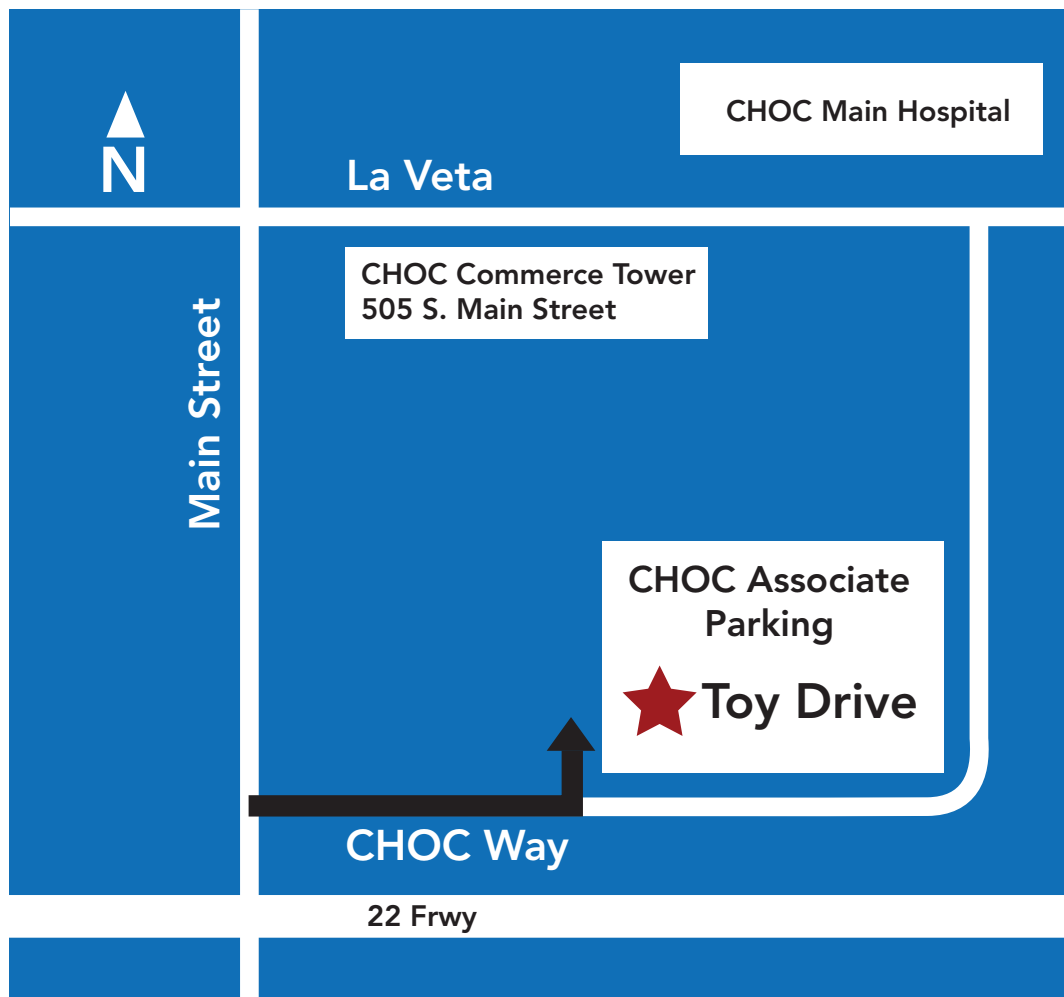 CHOC Main Hospital
N
La Veta
CHOC Commerce Tower
505 S. Main Street
Main Street
CHOC Associate
Parking
Toy Drive
CHOC Way
22 Frwy